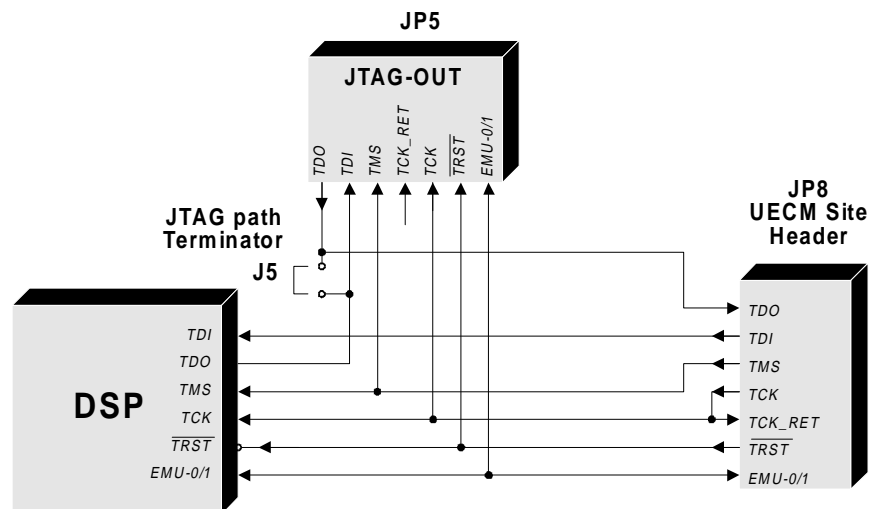 JP5
JTAG-OUT
TDO
TDI
TMS
TCK_RET
TCK
TRST
EMU-0/1
JP8
UECM Site
Header
JTAG path
Terminator
J5
DSP
TDI
TDO
TMS
TCK
TRST
EMU-0/1
TDO
TDI
TMS
TCK
TCK_RET
TRST
EMU-0/1